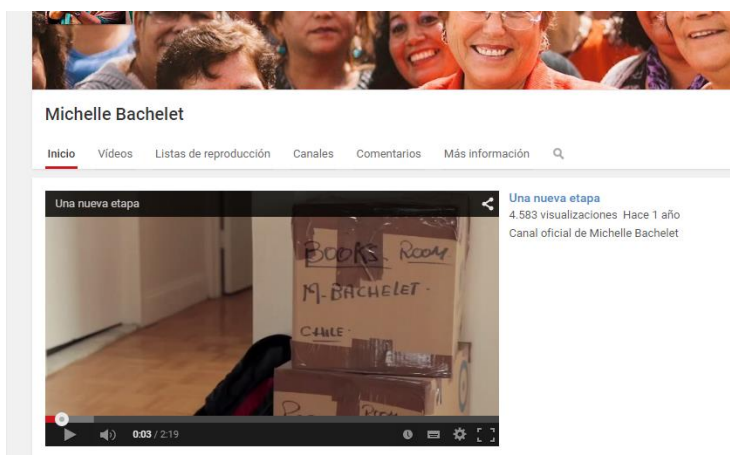 Michelle Bachelet
Inicio Vídeos Listas de reproducción Canales Comentarios Más información
Una nueva etapa
BOOKS. ROOM.
M. BACHELET.
CHILE.
0:03 / 2:19
Una nueva etapa
4.583 visualizaciones Hace 1 año
Canal oficial de Michelle Bachelet